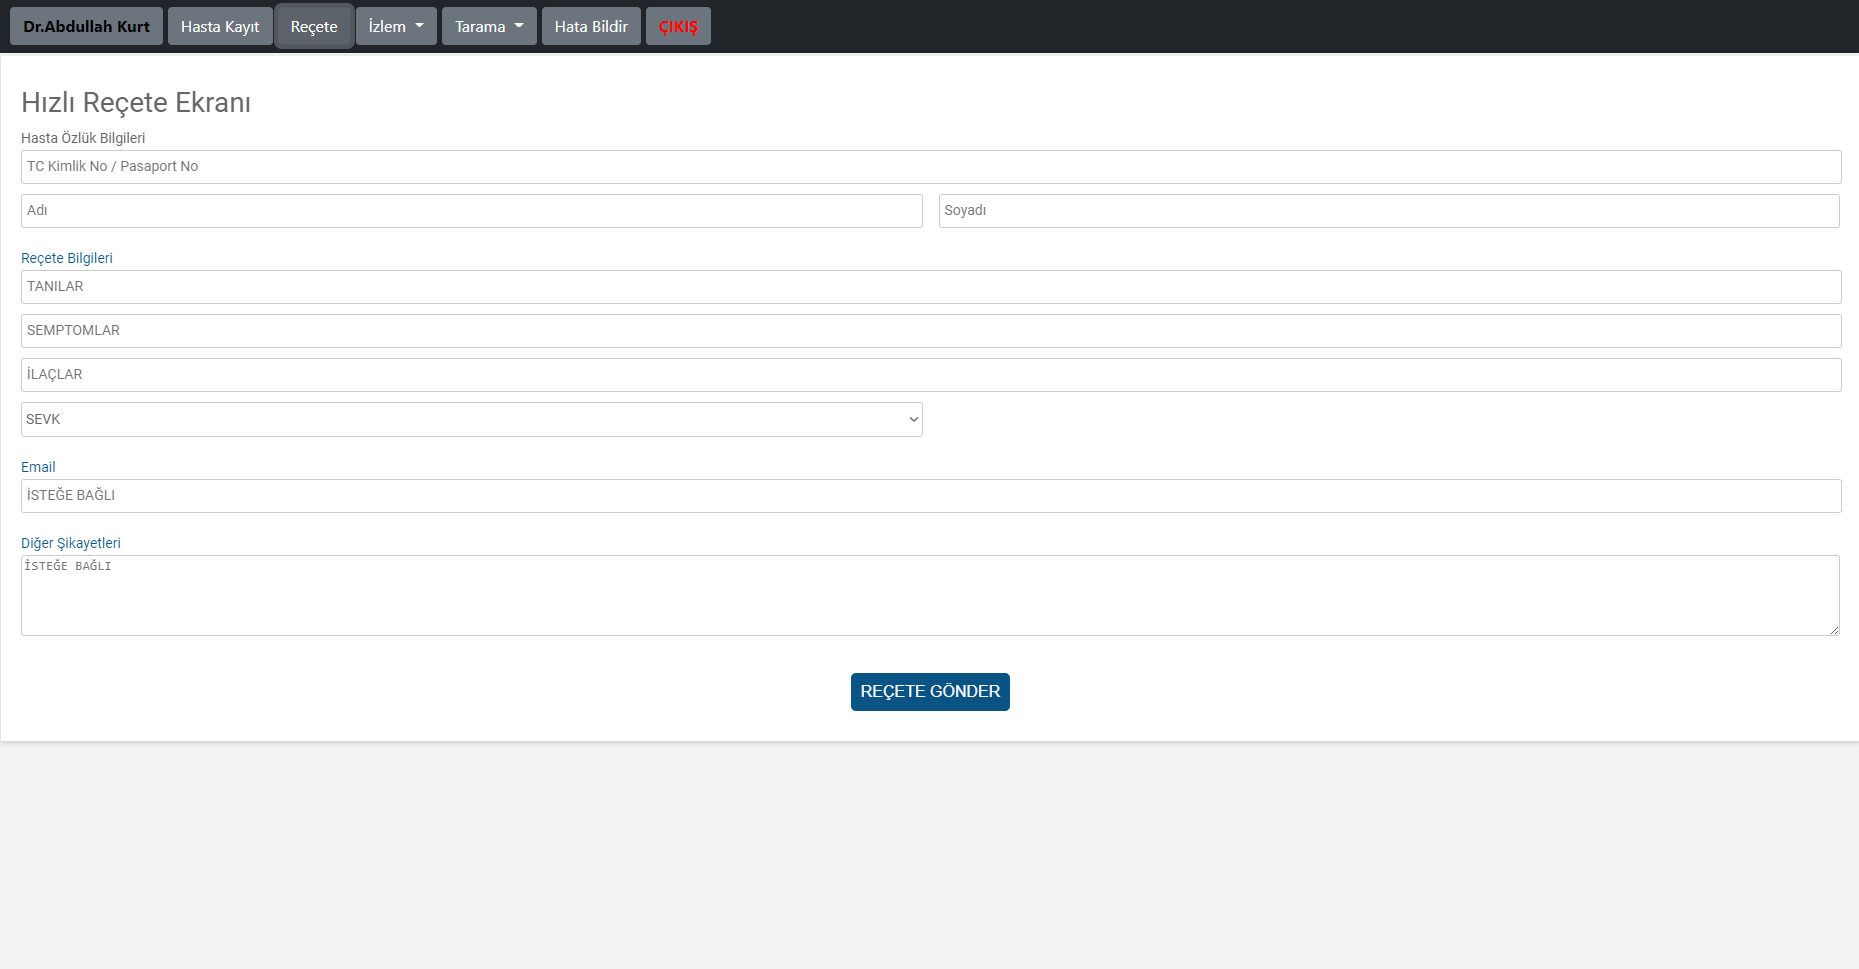 Dr.Abdullah Kurt Hasta Kayıt Reçete İzlem Tarama Hata Bildir ÇIKIŞ
Hızlı Reçete Ekranı
Hasta Özlük Bilgileri
TC Kimlik No / Pasaport No
Adı Soyadı
Reçete Bilgileri
TANILAR
SEMPTOMLAR
İLAÇLAR
SEVK
Email
İSTEĞE BAĞLI
Diğer Şikayetleri
İSTEĞE BAĞLI
REÇETE GÖNDER